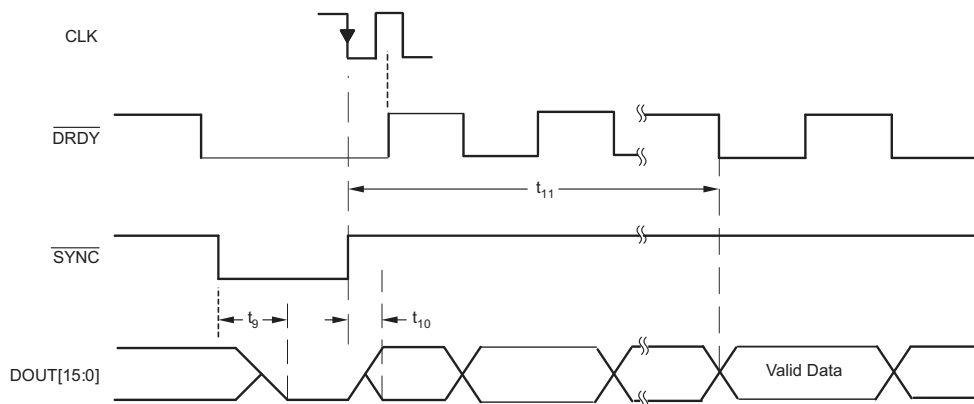 CLK
DRDY
t11
SYNC
t9
t10
DOUT[15:0]
Valid Data